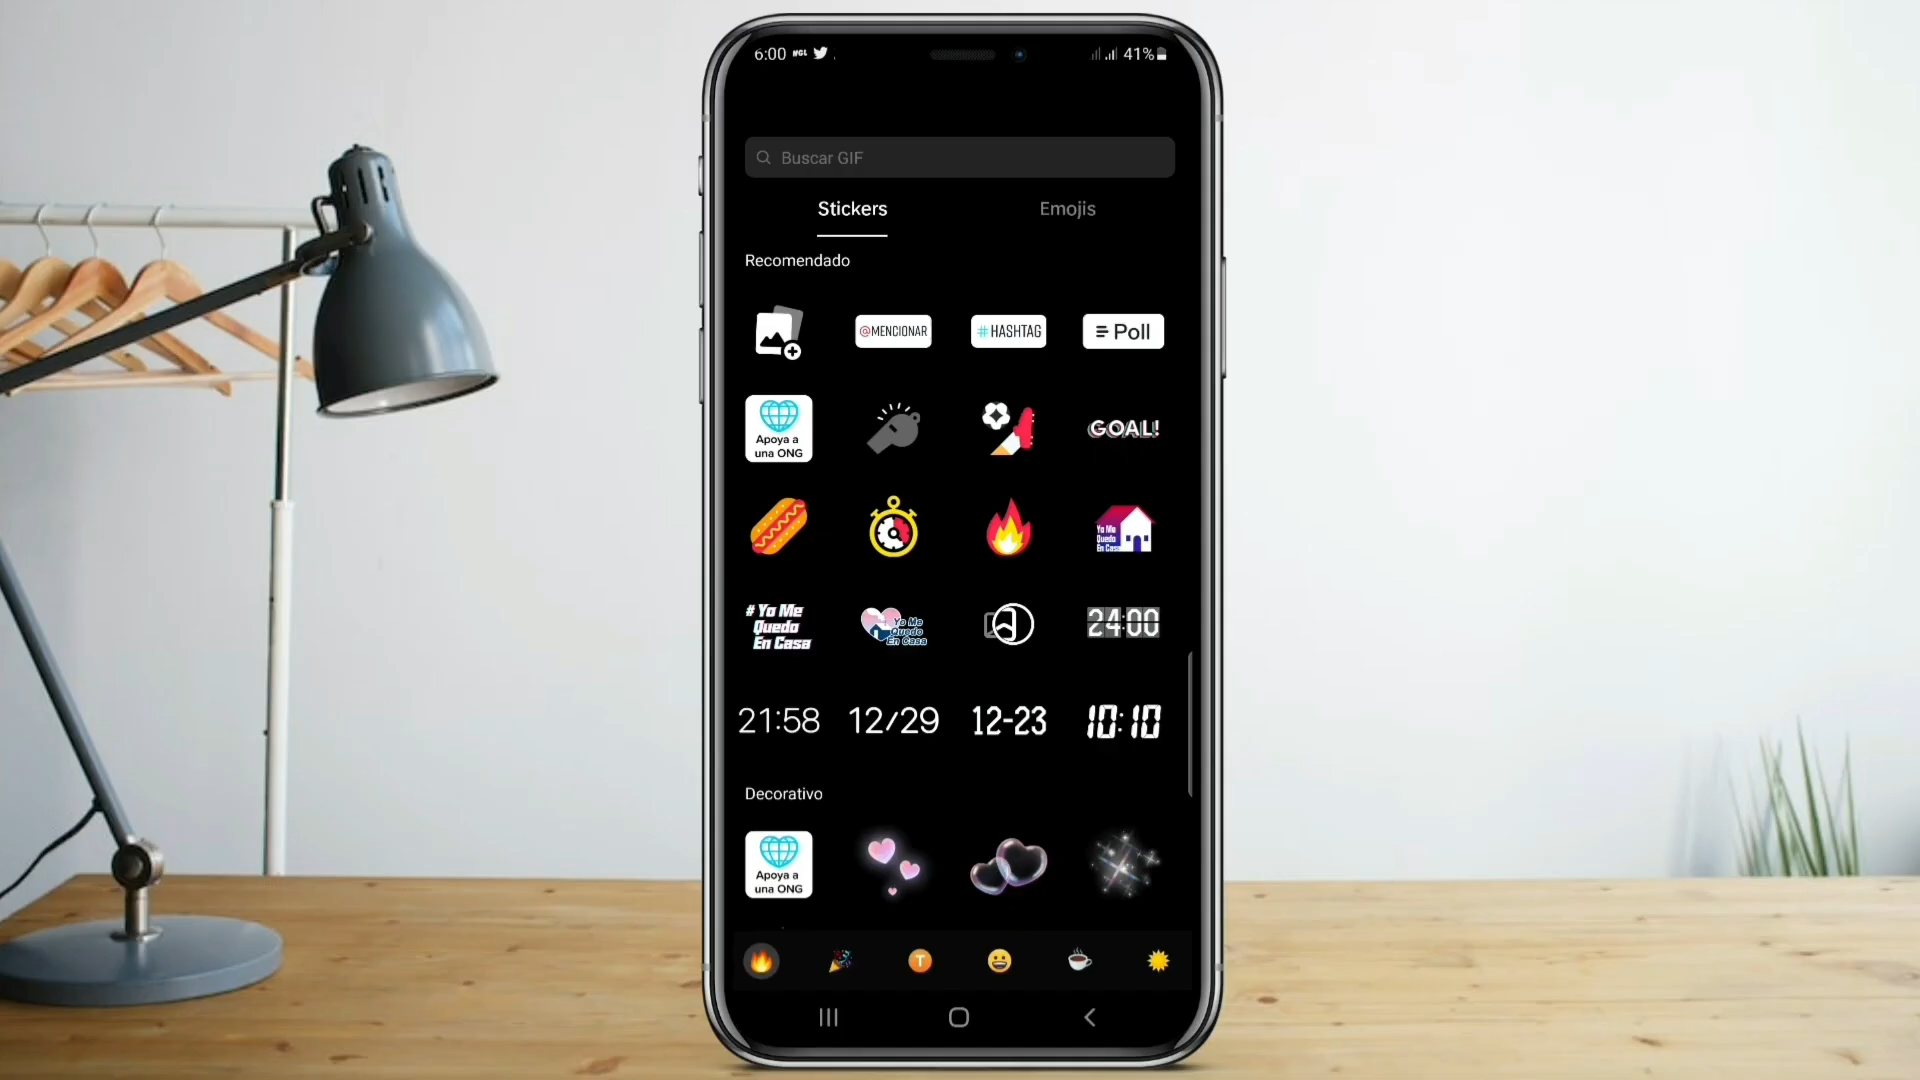 6:00 NGL
41%
Buscar GIF
Stickers
Emojis
Recomendado
@MENCIONAR
#HASHTAG
Poll
Apoya a
una ONG
GOAL!
Yo Me
Quedo
En Casa
# Yo Me
Quedo
En Casa
Yo Me
Quedo
En Casa
24:00
21:58
12/29
12-23
10:10
Decorativo
Apoya a
una ONG
T